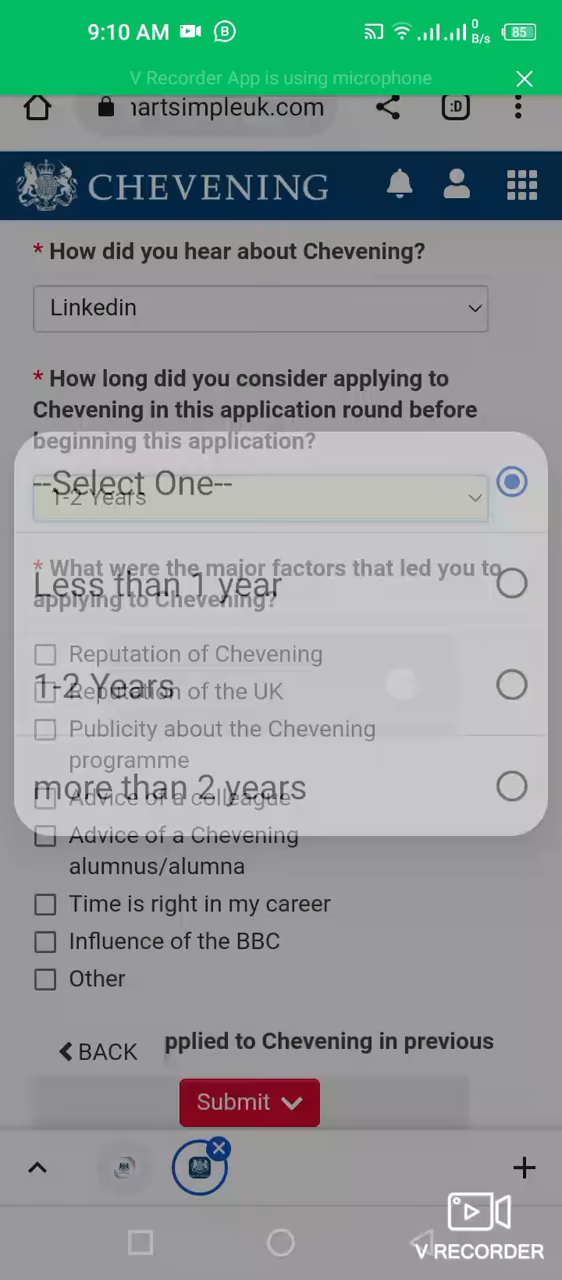 9:10 AM
0
B/s
85
V Recorder App is using microphone
nartsimpleuk.com
:D
CHEVENING
* How did you hear about Chevening?
Linkedin
* How long did you consider applying to
Chevening in this application round before
beginning this application?
--Select One--
1-2 Years
* What were the major factors that led you to
Less than 1 year
applying to Chevening?
Reputation of Chevening
1-2 Years
Reputation of the UK
Publicity about the Chevening
programme
more than 2 years
Advice of a colleague
Advice of a Chevening
alumnus/alumna
Time is right in my career
Influence of the BBC
Other
BACK
pplied to Chevening in previous
Submit
V RECORDER